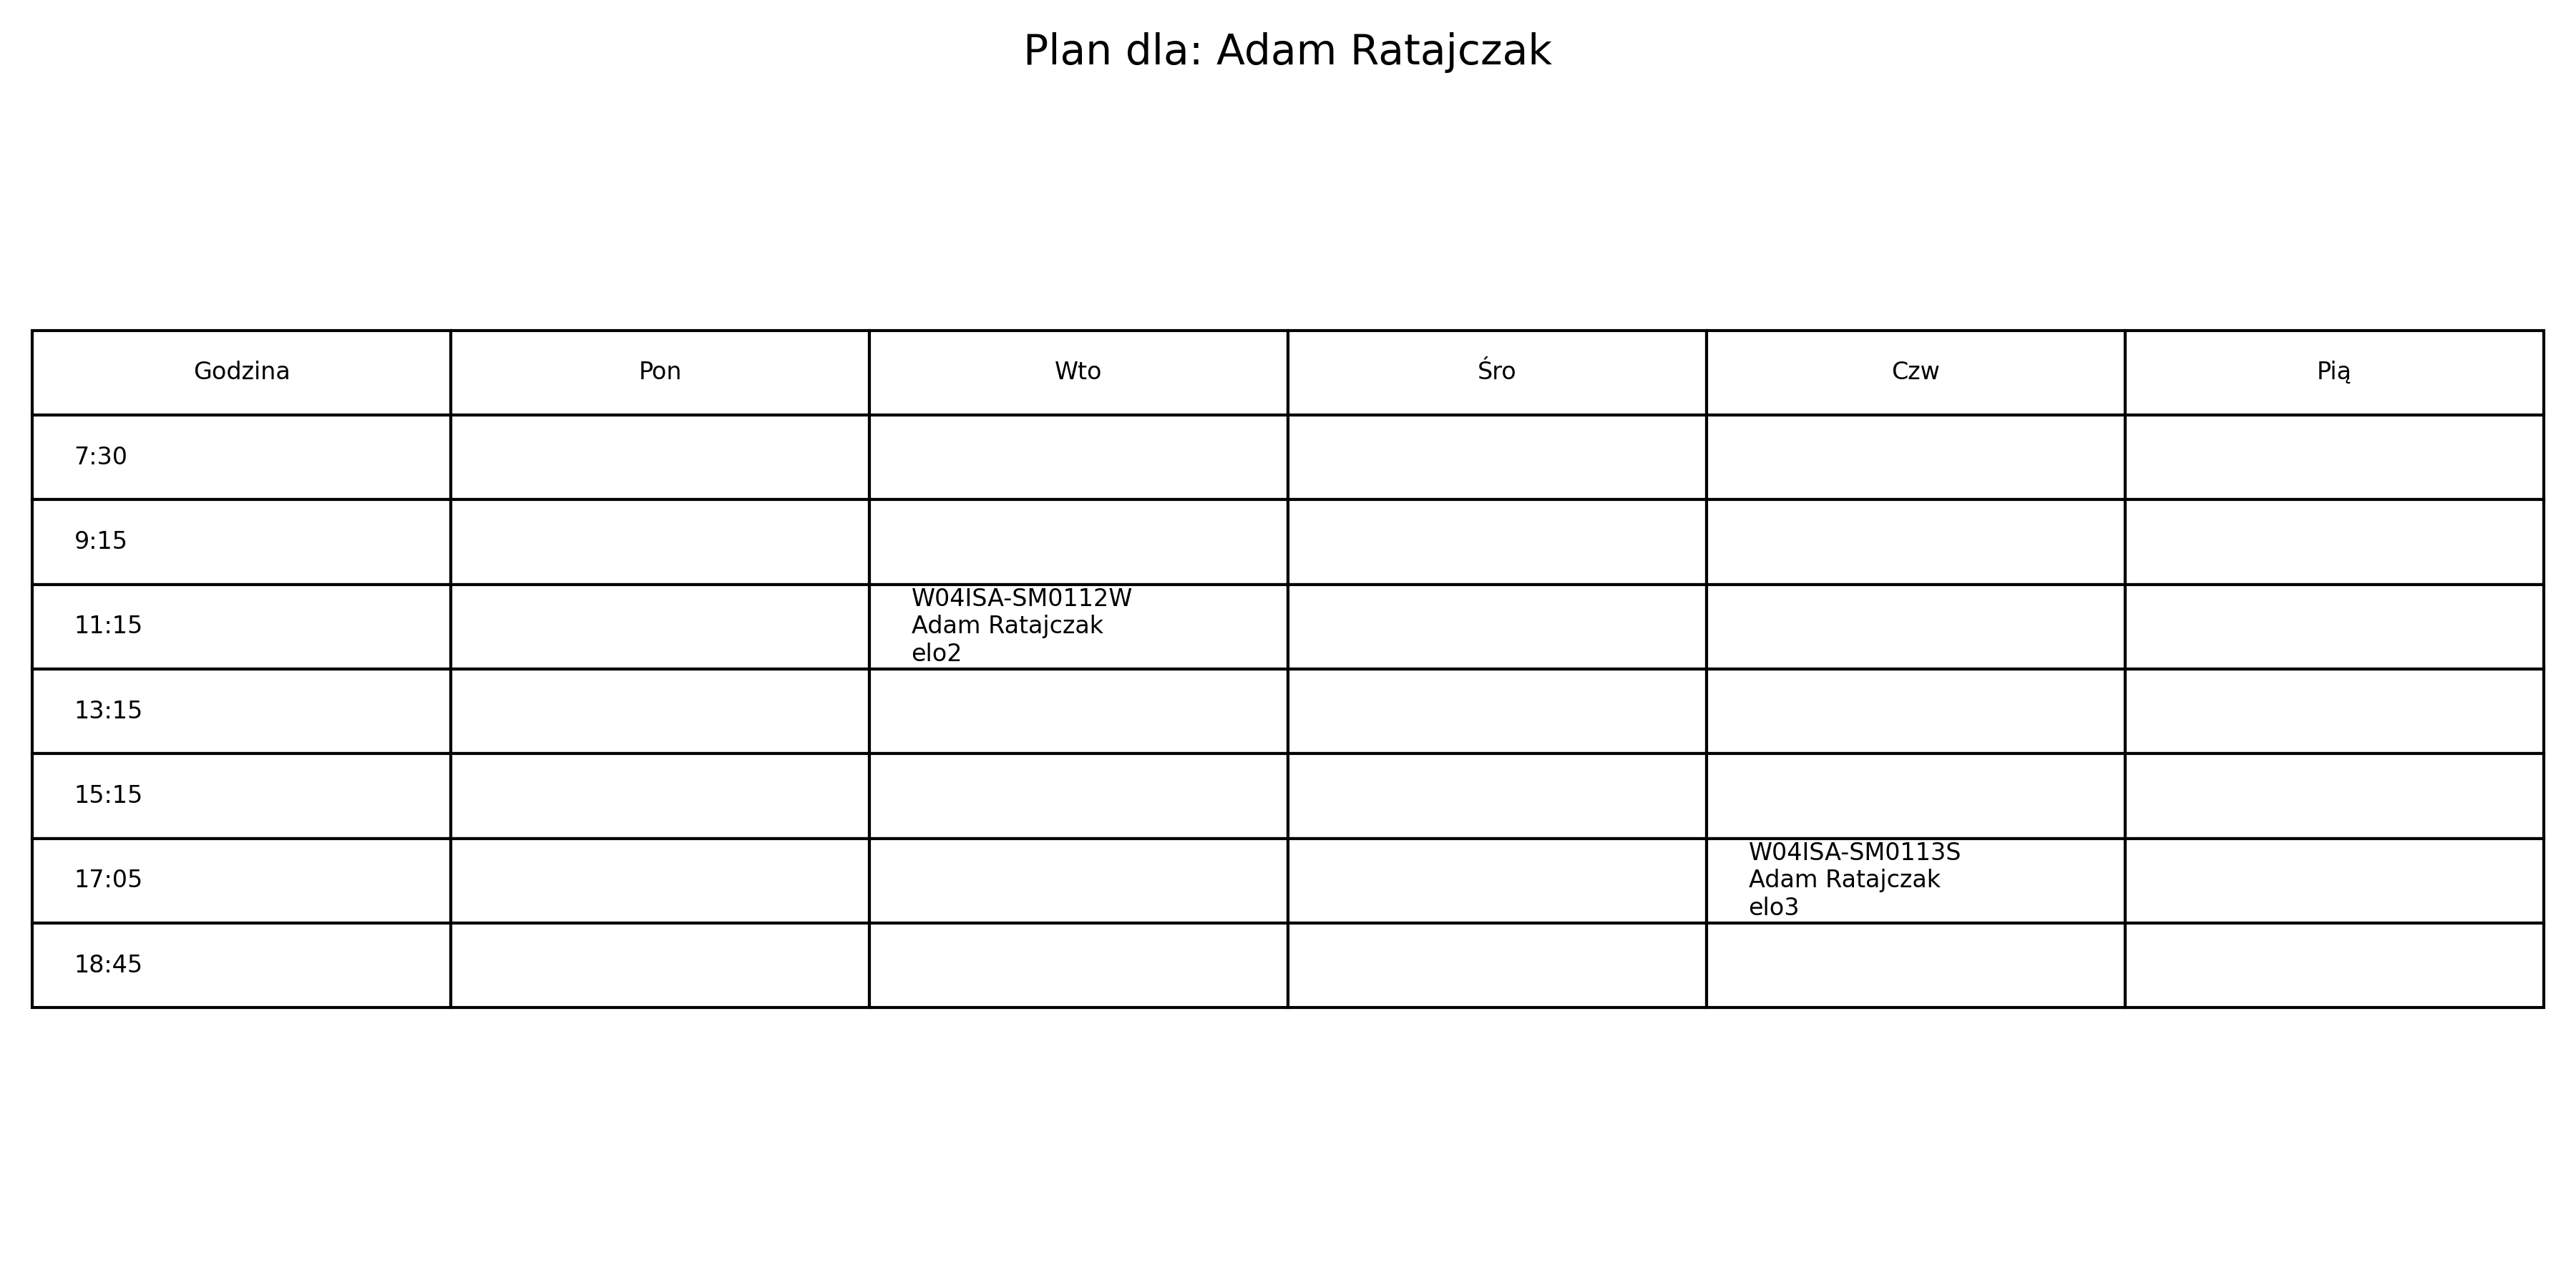 Plan dla: Adam Ratajczak
Godzina Pon Wto Śro Czw Pią
7:30
9:15
11:15
W04ISA-SM0112W
Adam Ratajczak
elo2
13:15
15:15
17:05
W04ISA-SM0113S
Adam Ratajczak
elo3
18:45